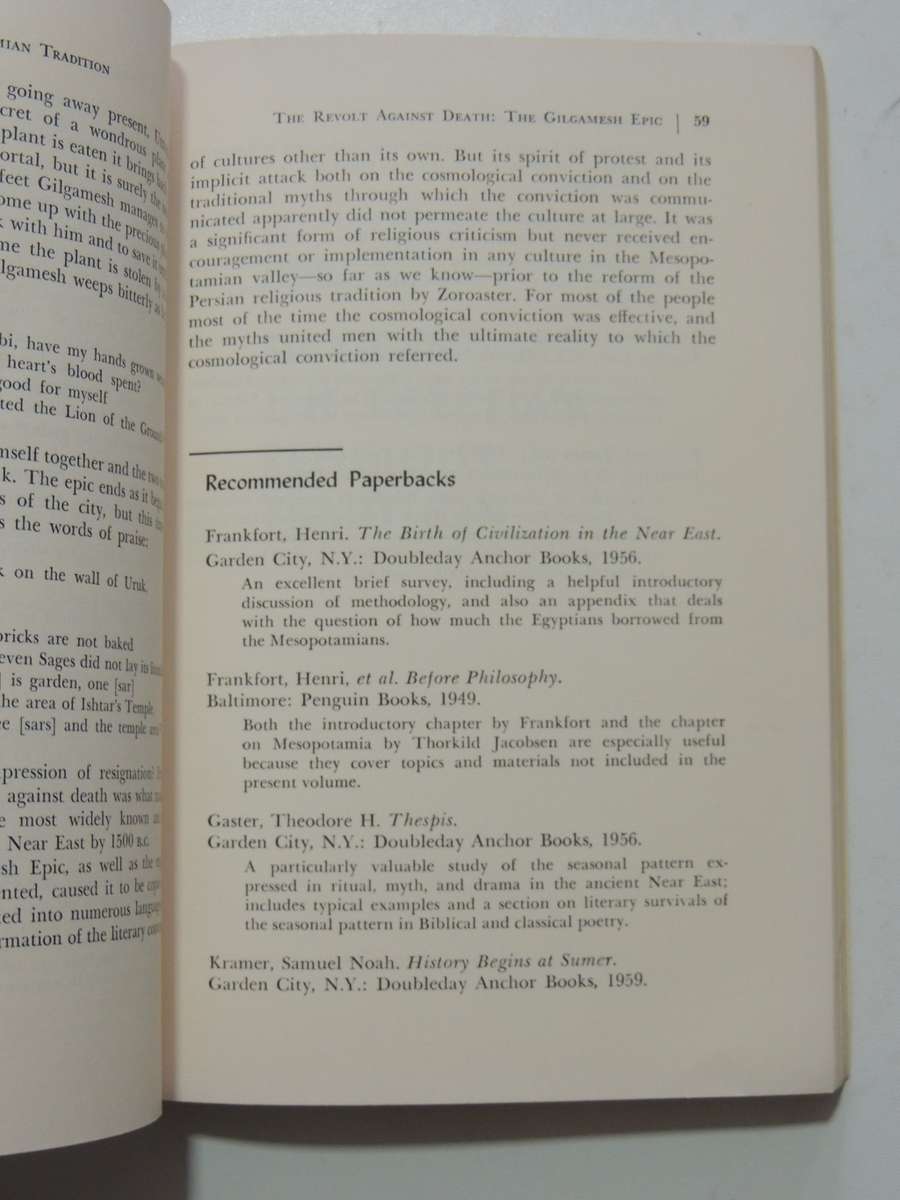 MIAN TRADITION
going away present,
cret of a wondrous
plant is eaten it brings
ortal, but it is surely the
feet Gilgamesh manages
ome up with the precious
k with him and to save it
me the plant is stolen by
lgamesh weeps bitterly as
bi, have my hands grown
heart's blood spent?
good for myself
ted the Lion of the Ground
mself together and the two
k. The epic ends as it
s of the city, but this
s the words of praise:
k on the wall of Uruk,
bricks are not baked
even Sages did not lay its
] is garden, one [sar]
the area of Ishtar's Temple
ee [sars] and the temple
pression of resignation?
against death was what
e most widely known
Near East by 1500 B.C.
sh Epic, as well as the
nted, caused it to be
ted into numerous
rmation of the literary
THE REVOLT AGAINST DEATH: THE GILGAMESH EPIC | 59
of cultures other than its own. But its spirit of protest and its
implicit attack both on the cosmological conviction and on the
traditional myths through which the conviction was commu-
nicated apparently did not permeate the culture at large. It was
a significant form of religious criticism but never received en-
couragement or implementation in any culture in the Mesopo-
tamian valley—so far as we know—prior to the reform of the
Persian religious tradition by Zoroaster. For most of the people
most of the time the cosmological conviction was effective, and
the myths united men with the ultimate reality to which the
cosmological conviction referred.
Recommended Paperbacks
Frankfort, Henri. The Birth of Civilization in the Near East.
Garden City, N.Y.: Doubleday Anchor Books, 1956.
An excellent brief survey, including a helpful introductory
discussion of methodology, and also an appendix that deals
with the question of how much the Egyptians borrowed from
the Mesopotamians.
Frankfort, Henri, et al. Before Philosophy.
Baltimore: Penguin Books, 1949.
Both the introductory chapter by Frankfort and the chapter
on Mesopotamia by Thorkild Jacobsen are especially useful
because they cover topics and materials not included in the
present volume.
Gaster, Theodore H. Thespis.
Garden City, N.Y.: Doubleday Anchor Books, 1956.
A particularly valuable study of the seasonal pattern ex-
pressed in ritual, myth, and drama in the ancient Near East;
includes typical examples and a section on literary survivals of
the seasonal pattern in Biblical and classical poetry.
Kramer, Samuel Noah. History Begins at Sumer.
Garden City, N.Y.: Doubleday Anchor Books, 1959.